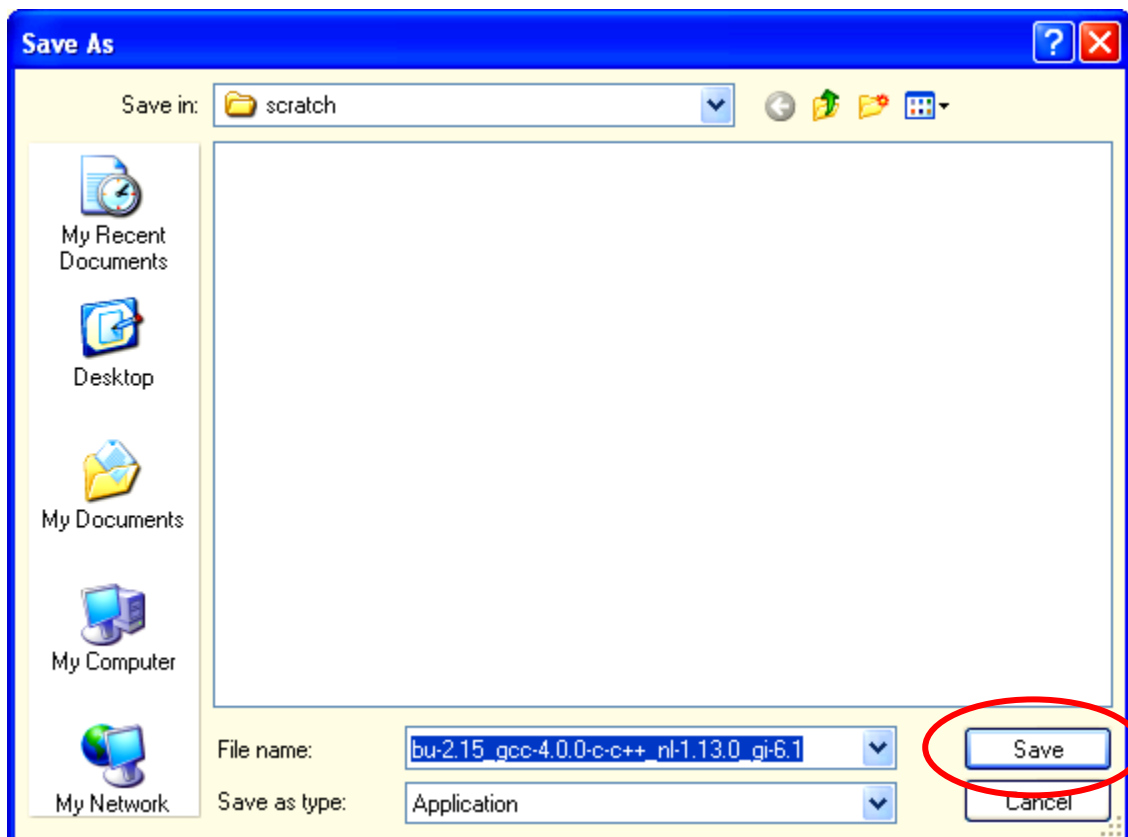 Save As
Save in: scratch
My Recent
Documents
Desktop
My Documents
My Computer
My Network
File name: bu-2.15_gcc-4.0.0-c-c++_nl-1.13.0_gi-6.1
Save
Save as type: Application
Cancel